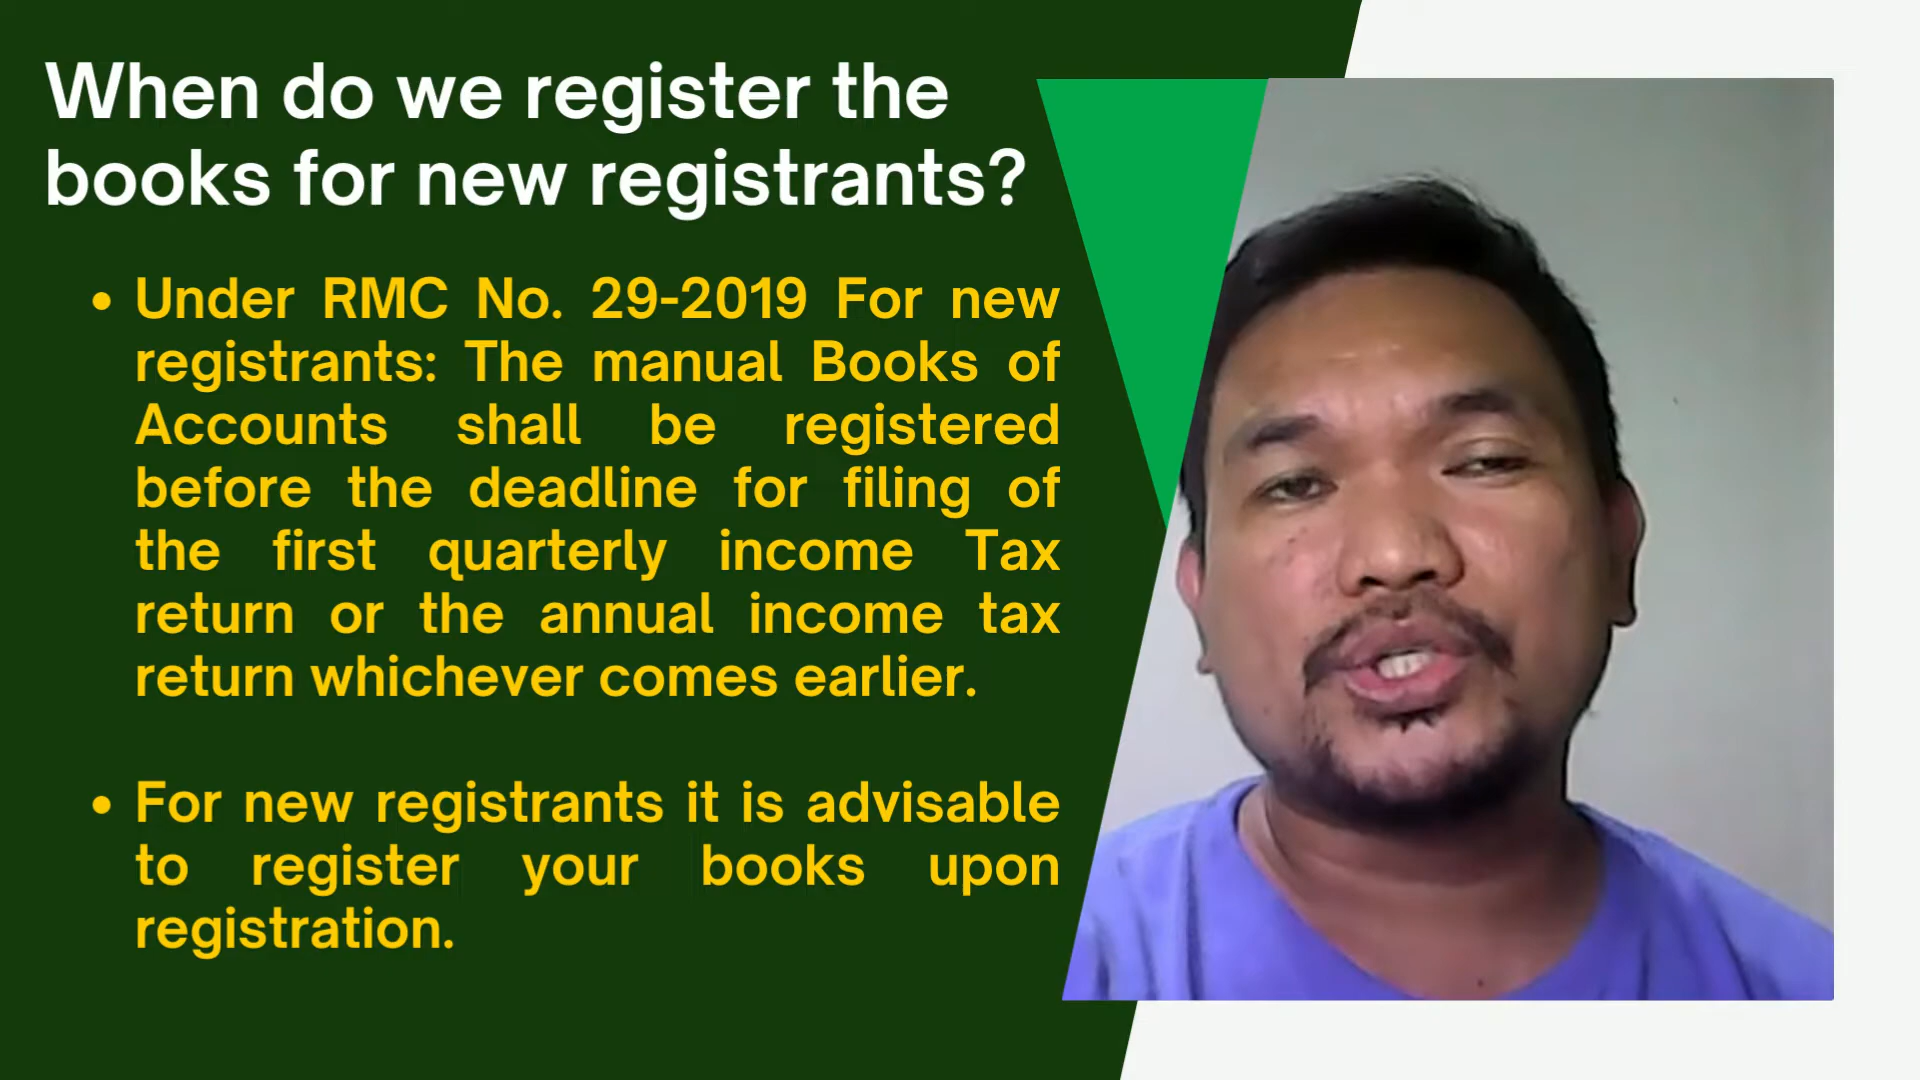 When do we register the
books for new registrants?
• Under RMC No. 29-2019 For new
registrants: The manual Books of
Accounts shall be registered
before the deadline for filing of
the first quarterly income Tax
return or the annual income tax
return whichever comes earlier.
• For new registrants it is advisable
to register your books upon
registration.